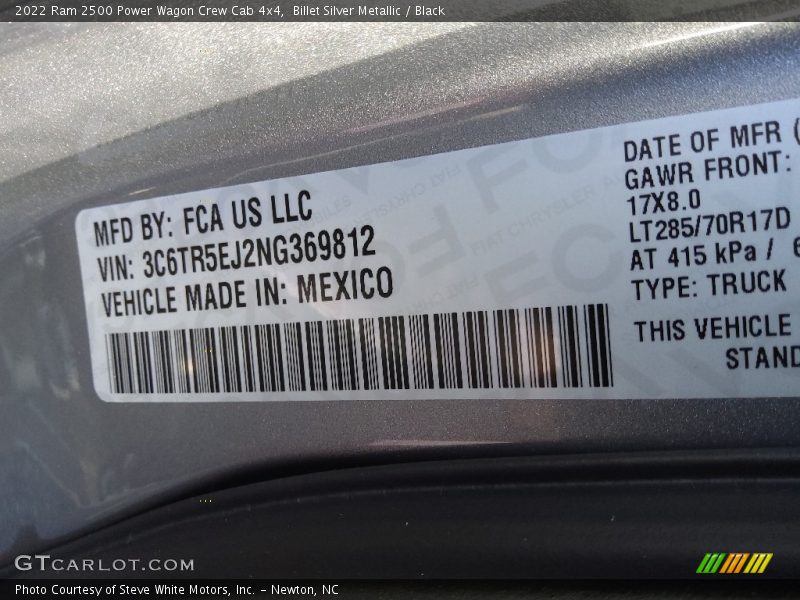 2022 Ram 2500 Power Wagon Crew Cab 4x4, Billet Silver Metallic / Black
MFD BY: FCA US LLC
VIN: 3C6TR5EJ2NG369812
VEHICLE MADE IN: MEXICO
DATE OF MFR (
GAWR FRONT:
17X8.0
LT285/70R17D
AT 415 kPa / 6
TYPE: TRUCK
THIS VEHICLE
STAND
GTCARLOT.COM
Photo Courtesy of Steve White Motors, Inc. – Newton, NC